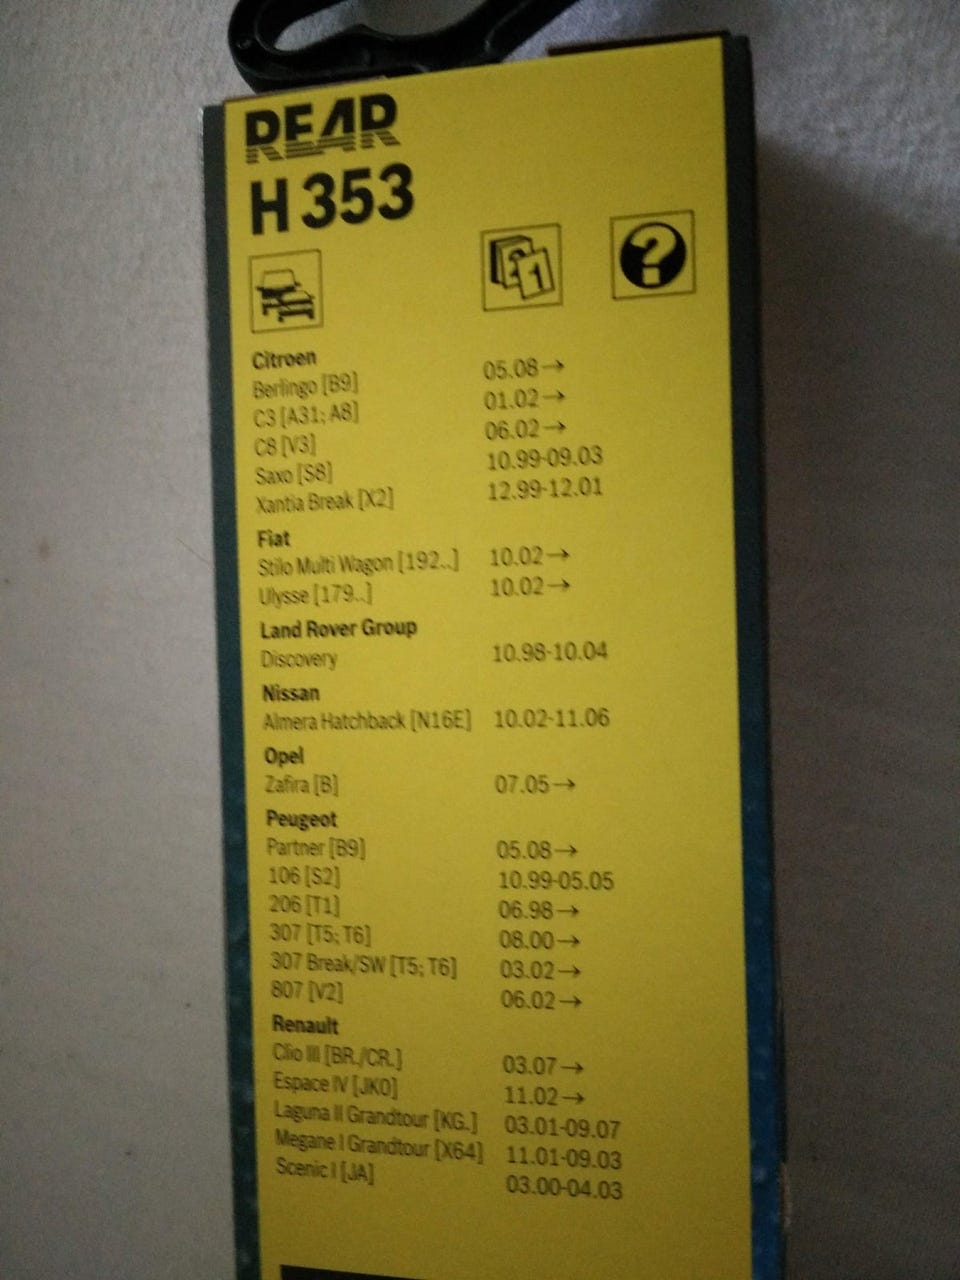 REAR
H 353
Citroen
Berlingo [B9] 05.08→
C3 [A31; A8] 01.02→
C8 [V3] 06.02→
Saxo [S8] 10.99-09.03
Xantia Break [X2] 12.99-12.01
Fiat
Stilo Multi Wagon [192..] 10.02→
Ulysse [179..] 10.02→
Land Rover Group
Discovery 10.98-10.04
Nissan
Almera Hatchback [N16E] 10.02-11.06
Opel
Zafira [B] 07.05→
Peugeot
Partner [B9] 05.08→
106 [S2] 10.99-05.05
206 [T1] 06.98→
307 [T5; T6] 08.00→
307 Break/SW [T5; T6] 03.02→
807 [V2] 06.02→
Renault
Clio III [BR./CR.] 03.07→
Espace IV [JK0] 11.02→
Laguna II Grandtour [KG.] 03.01-09.07
Megane I Grandtour [X64] 11.01-09.03
Scenic I [JA] 03.00-04.03